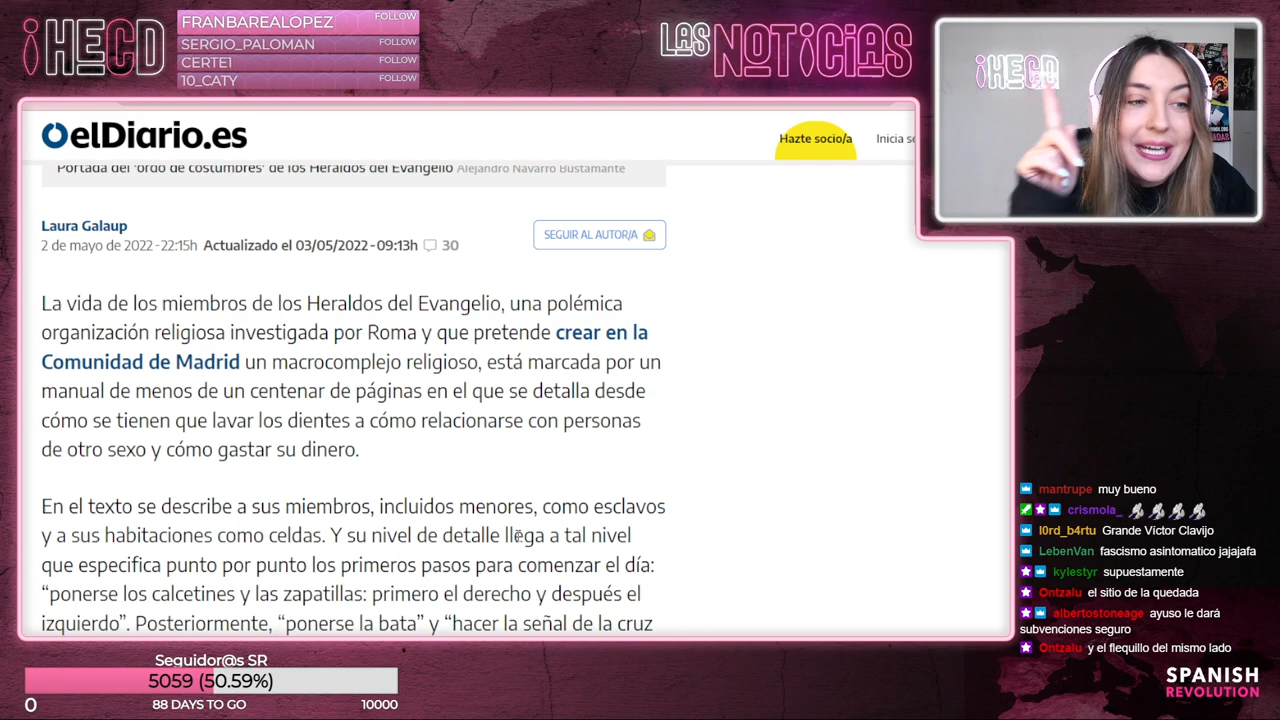 ¡HECD
FRANBAREALOPEZ FOLLOW
SERGIO_PALOMAN FOLLOW
CERTE1 FOLLOW
10_CATY FOLLOW
LAS NOTICIAS
¡HECD
elDiario.es
Hazte socio/a
Inicia se
Portada del 'ordo de costumbres' de los Heraldos del Evangelio Alejandro Navarro Bustamante
Laura Galaup
2 de mayo de 2022 - 22:15h Actualizado el 03/05/2022 - 09:13h 30
SEGUIR AL AUTOR/A
La vida de los miembros de los Heraldos del Evangelio, una polémica
organización religiosa investigada por Roma y que pretende crear en la
Comunidad de Madrid un macrocomplejo religioso, está marcada por un
manual de menos de un centenar de páginas en el que se detalla desde
cómo se tienen que lavar los dientes a cómo relacionarse con personas
de otro sexo y cómo gastar su dinero.
En el texto se describe a sus miembros, incluidos menores, como esclavos
y a sus habitaciones como celdas. Y su nivel de detalle llega a tal nivel
que especifica punto por punto los primeros pasos para comenzar el día:
“ponerse los calcetines y las zapatillas: primero el derecho y después el
izquierdo”. Posteriormente, “ponerse la bata” y “hacer la señal de la cruz
mantrupe muy bueno
crismola_
l0rd_b4rtu Grande Víctor Clavijo
LebenVan fascismo asintomatico jajajafa
kylestyr supuestamente
Ontzalu el sitio de la quedada
albertostoneage ayuso le dará
subvenciones seguro
Ontzalu y el flequillo del mismo lado
Seguidor@s SR
5059 (50.59%)
0 88 DAYS TO GO 10000
SPANISH
REVOLUTION